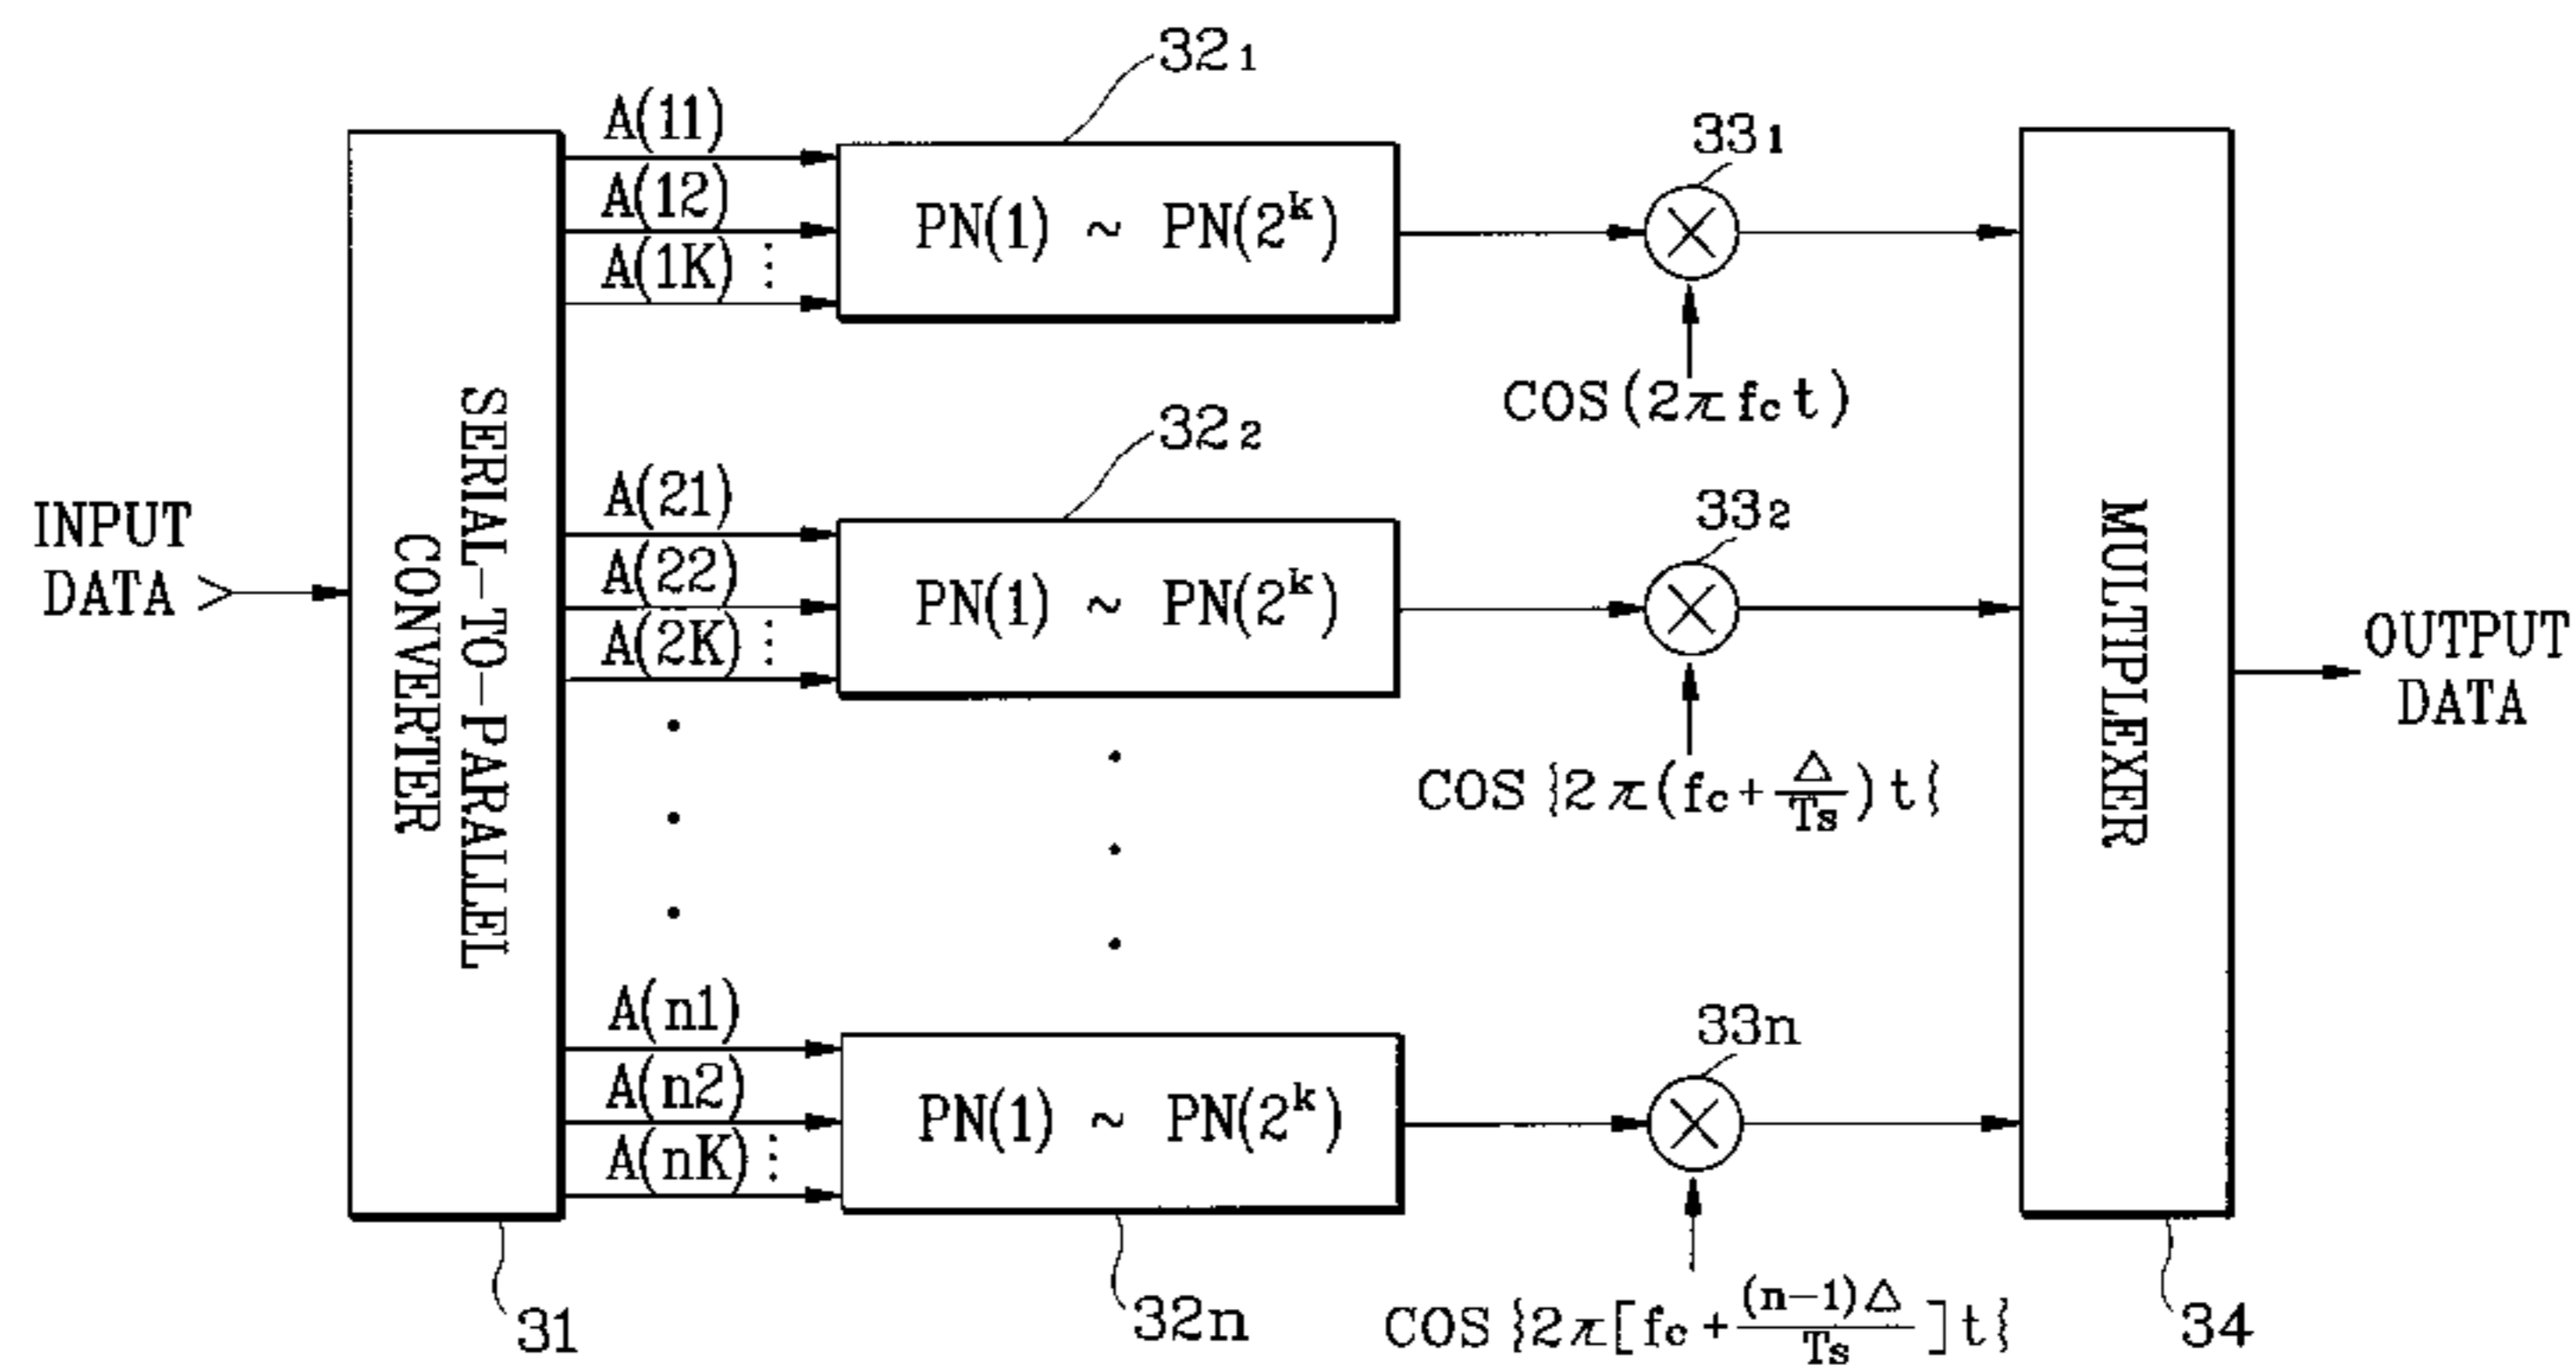 INPUT
DATA
SERIAL-TO-PARALLEL
CONVERTER
31
A(11)
A(12)
A(1K) ⋮
PN(1) ~ PN(2^k)
32₁
33₁
COS(2π fc t)
A(21)
A(22)
A(2K) ⋮
PN(1) ~ PN(2^k)
32₂
33₂
COS {2π(fc + Δ/Ts) t}
A(n1)
A(n2)
A(nK) ⋮
PN(1) ~ PN(2^k)
32n
33n
COS {2π[fc + (n-1)Δ/Ts] t}
MULTIPLEXER
34
OUTPUT
DATA